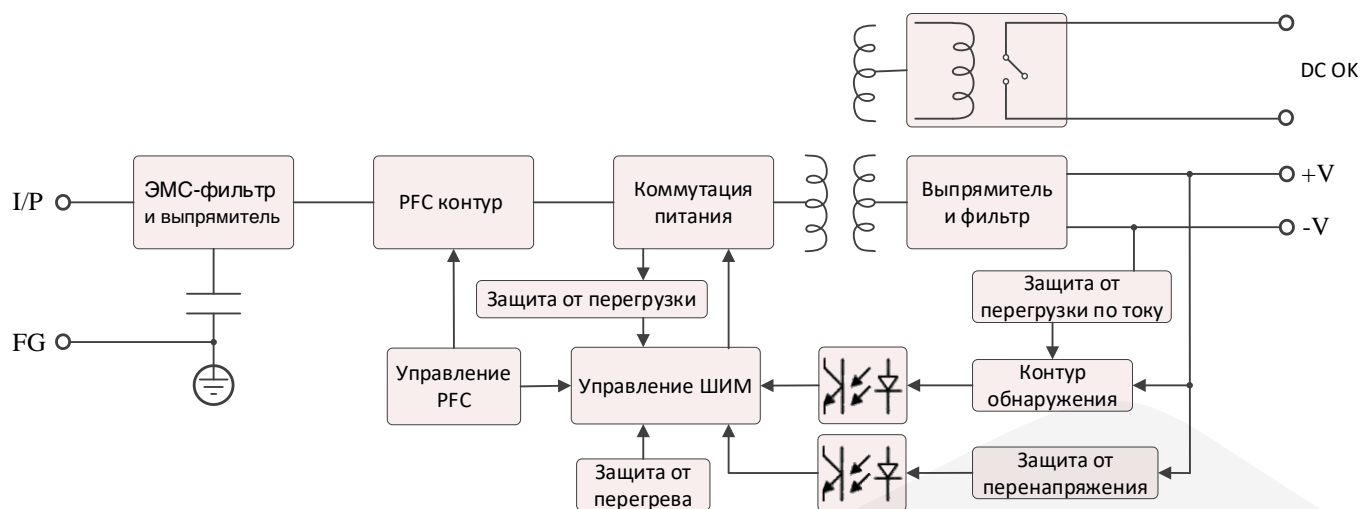 DC OK
I/P
ЭМС-фильтр
и выпрямитель
PFC контур
Коммутация
питания
Выпрямитель
и фильтр
+V
-V
Защита от перегрузки
Защита от
перегрузки по току
FG
Управление
PFC
Управление ШИМ
Контур
обнаружения
Защита от
перегрева
Защита от
перенапряжения